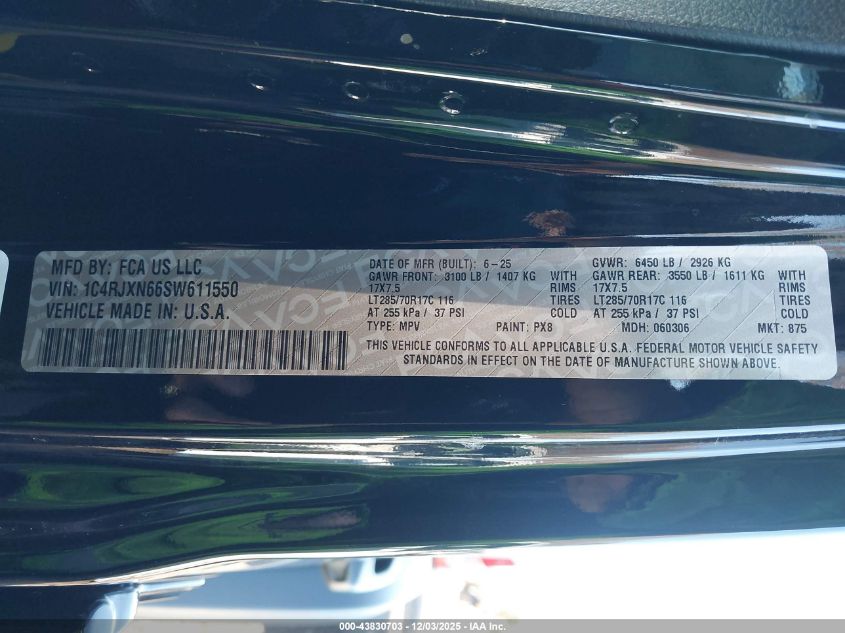 MFD BY: FCA US LLC
VIN: 1C4RJXN66SW611550
VEHICLE MADE IN: U.S.A.
DATE OF MFR (BUILT): 6-25 GVWR: 6450 LB / 2926 KG
GAWR FRONT: 3100 LB / 1407 KG WITH GAWR REAR: 3550 LB / 1611 KG WITH
17X7.5 RIMS 17X7.5 RIMS
LT285/70R17C 116 TIRES LT285/70R17C 116 TIRES
AT 255 kPa / 37 PSI COLD AT 255 kPa / 37 PSI COLD
TYPE: MPV PAINT: PX8 MDH: 060306 MKT: 875
THIS VEHICLE CONFORMS TO ALL APPLICABLE U.S.A. FEDERAL MOTOR VEHICLE SAFETY
STANDARDS IN EFFECT ON THE DATE OF MANUFACTURE SHOWN ABOVE.
000-43830703 - 12/03/2025 - IAA Inc.